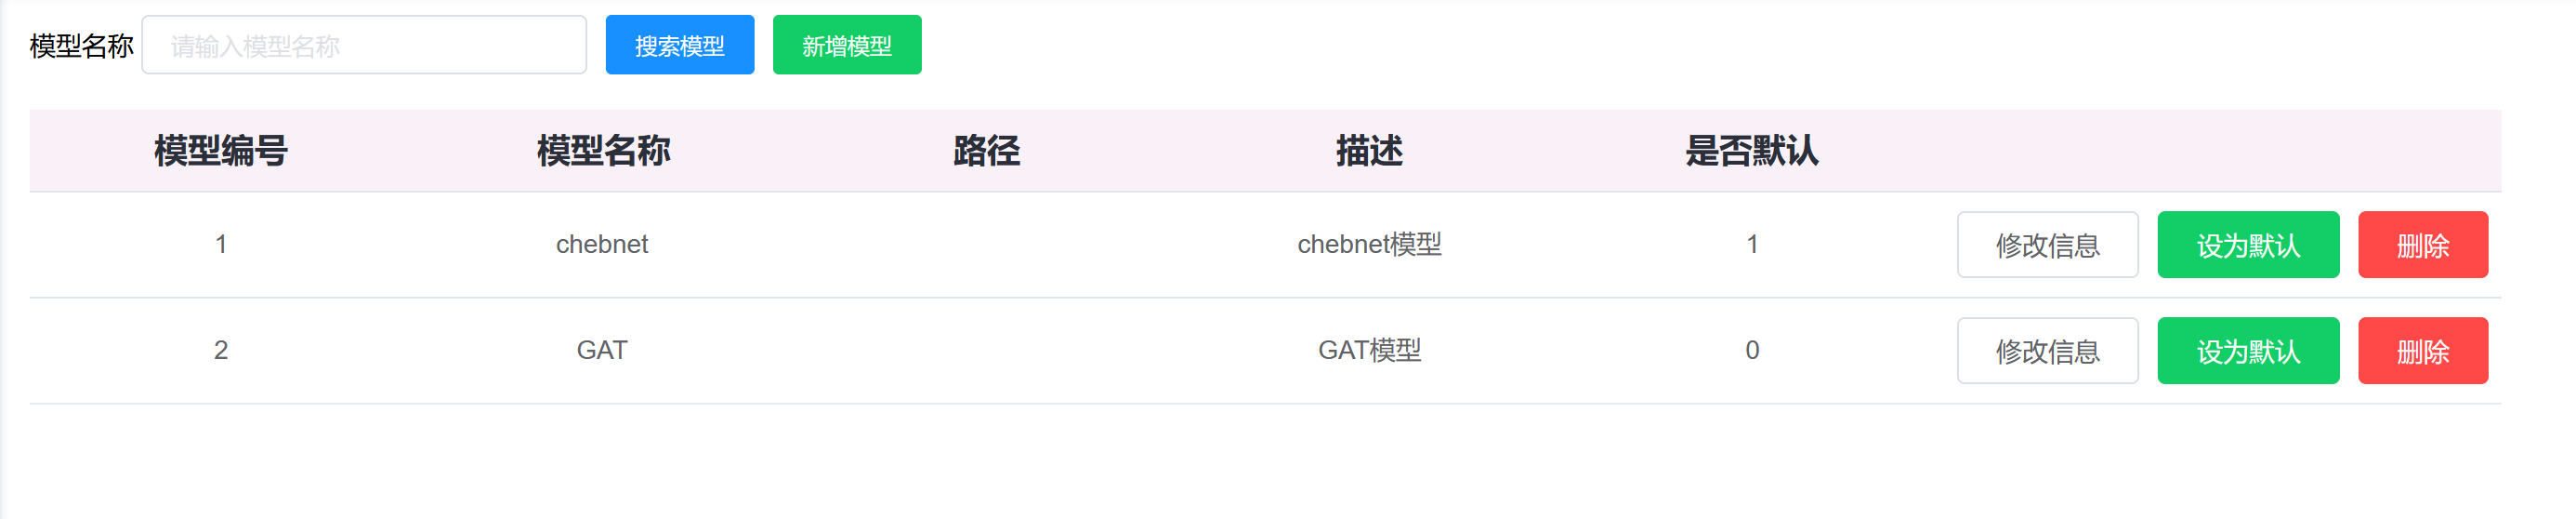 模型名称 请输入模型名称 搜索模型 新增模型
模型编号 模型名称 路径 描述 是否默认
1 chebnet chebnet模型 1 修改信息 设为默认 删除
2 GAT GAT模型 0 修改信息 设为默认 删除